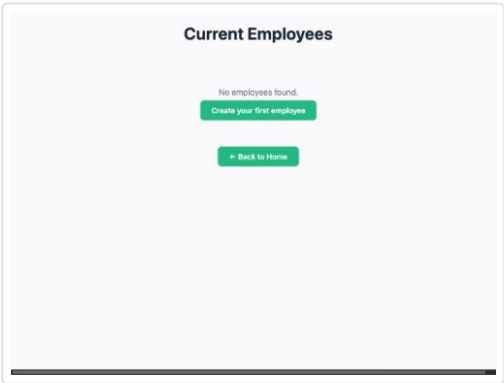 Current Employees
No employees found.
Create your first employee
← Back to Home